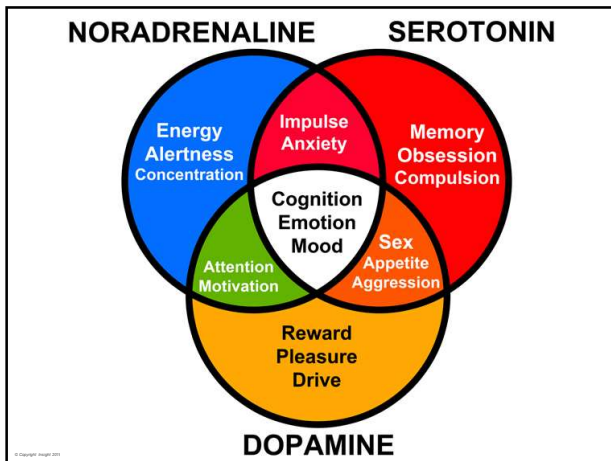 NORADRENALINE
SEROTONIN
Energy
Alertness
Concentration
Impulse
Anxiety
Memory
Obsession
Compulsion
Cognition
Emotion
Mood
Attention
Motivation
Sex
Appetite
Aggression
Reward
Pleasure
Drive
DOPAMINE